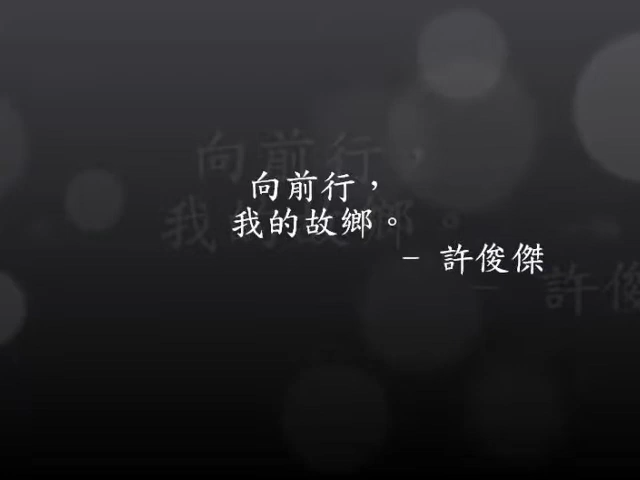 向前行，
我的故鄉。
– 許俊傑